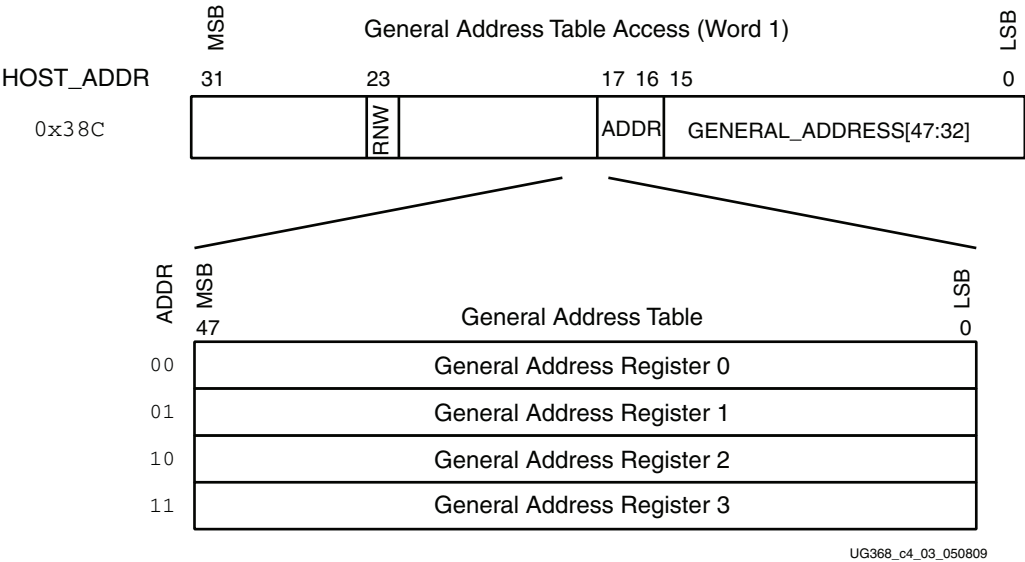 MSB General Address Table Access (Word 1) LSB
HOST_ADDR 31 23 17 16 15 0
0x38C RNW ADDR GENERAL_ADDRESS[47:32]
ADDR MSB General Address Table LSB
47 0
00 General Address Register 0
01 General Address Register 1
10 General Address Register 2
11 General Address Register 3
UG368_c4_03_050809